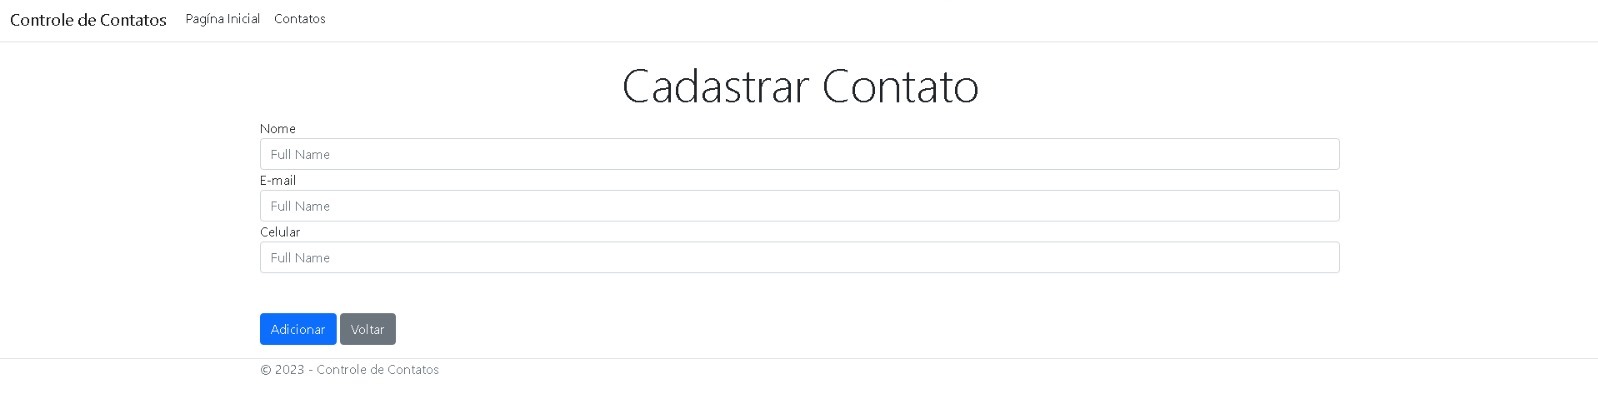 Controle de Contatos Pagína Inicial Contatos
Cadastrar Contato
Nome
Full Name
E-mail
Full Name
Celular
Full Name
Adicionar Voltar
© 2023 - Controle de Contatos